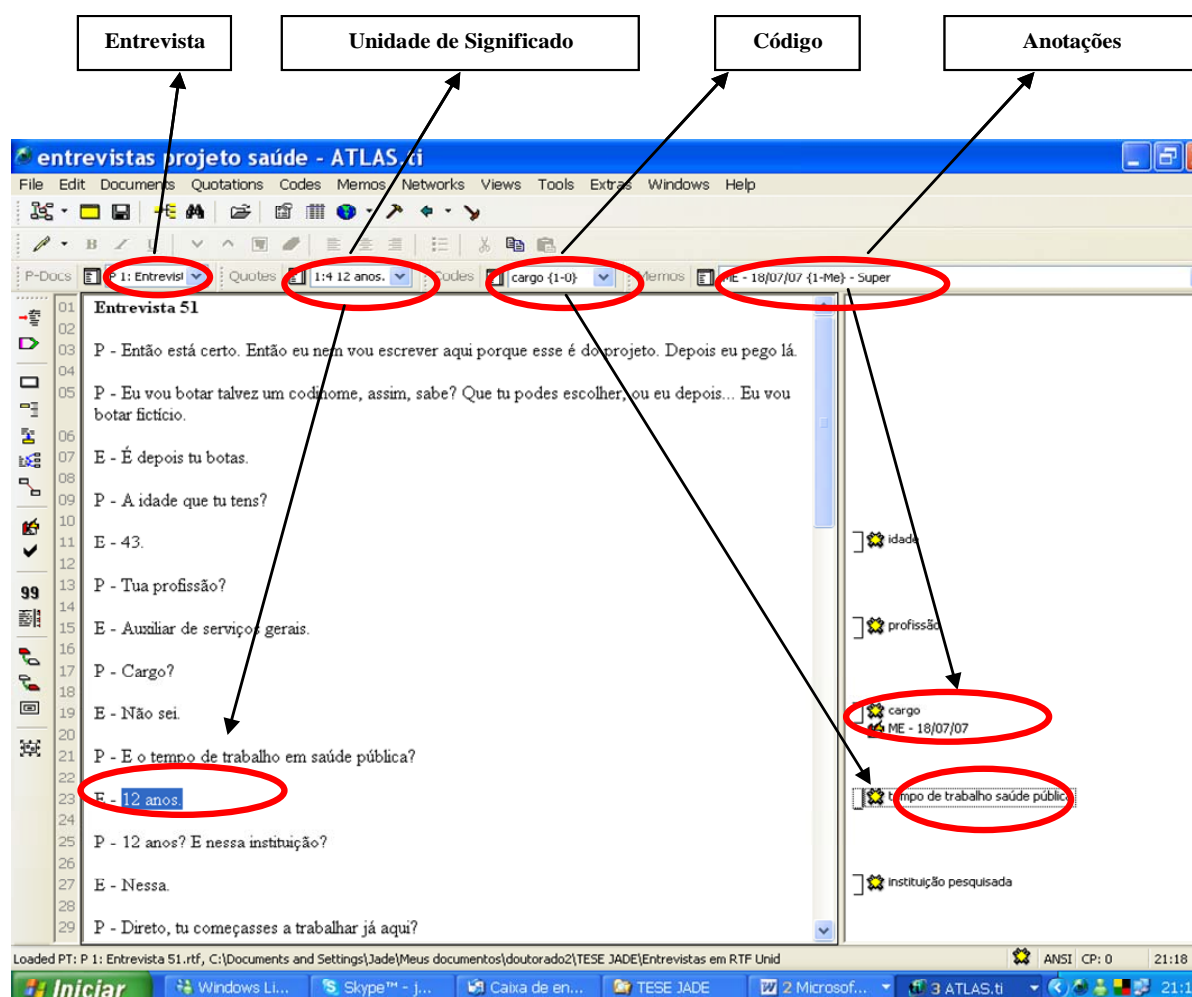 Entrevista
Unidade de Significado
Código
Anotações
entrevistas projeto saúde - ATLAS.ti
File Edit Documents Quotations Codes Memos Networks Views Tools Extras Windows Help
B I U
P-Docs P 1: Entrevist Quotes 1:4 12 anos. Codes cargo {1-0} Memos ME - 18/07/07 {1-Me} - Super
01 Entrevista 51
02
03 P - Então está certo. Então eu nem vou escrever aqui porque esse é do projeto. Depois eu pego lá.
04
05 P - Eu vou botar talvez um codinome, assim, sabe? Que tu podes escolher, ou eu depois... Eu vou
botar fictício.
06
07 E - É depois tu botas.
08
09 P - A idade que tu tens?
10
11 E - 43. idade
12
13 P - Tua profissão?
14
15 E - Auxiliar de serviços gerais. profissão
16
17 P - Cargo?
18
19 E - Não sei. cargo
20 ME - 18/07/07
21 P - E o tempo de trabalho em saúde pública?
22
23 E - 12 anos. tempo de trabalho saúde pública
24
25 P - 12 anos? E nessa instituição?
26
27 E - Nessa. instituição pesquisada
28
29 P - Direto, tu começasses a trabalhar já aqui?
99
Loaded PT: P 1: Entrevista 51.rtf, C:\Documents and Settings\Jade\Meus documentos\doutorado2\TESE JADE\Entrevistas em RTF Unid ANSI CP: 0 21:18
Iniciar Windows Li... Skype™ - j... Caixa de en... TESE JADE 2 Microsof... 3 ATLAS.ti 21:1